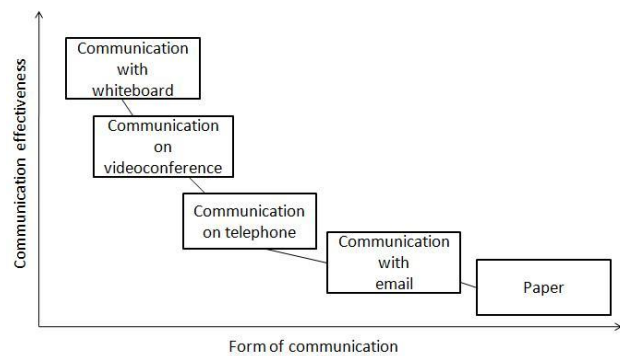 Communication effectiveness
Communication
with
whiteboard
Communication
on
videoconference
Communication
on telephone
Communication
with
email
Paper
Form of communication